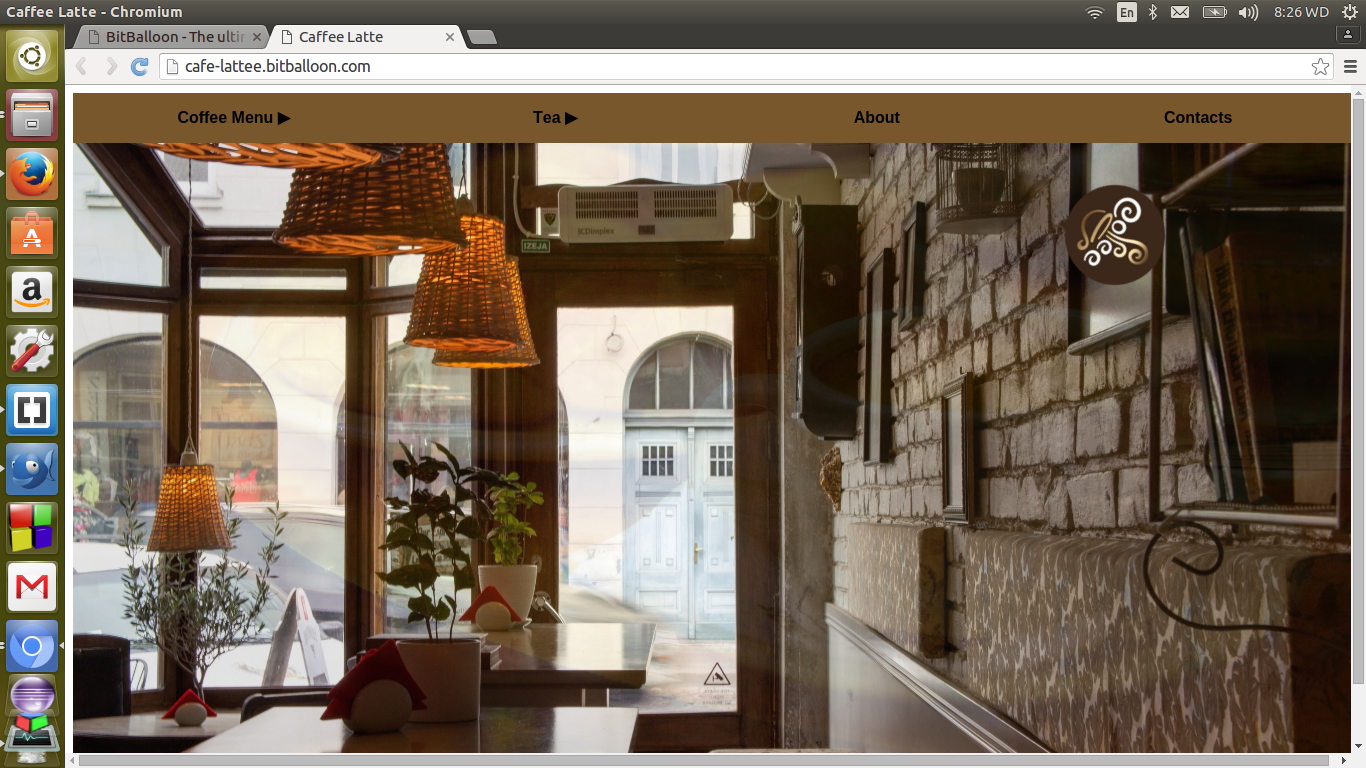 Caffee Latte - Chromium
En
8:26 WD
BitBalloon - The ultin
Caffee Latte
cafe-lattee.bitballoon.com
Coffee Menu ▶
Tea ▶
About
Contacts
IZEJA